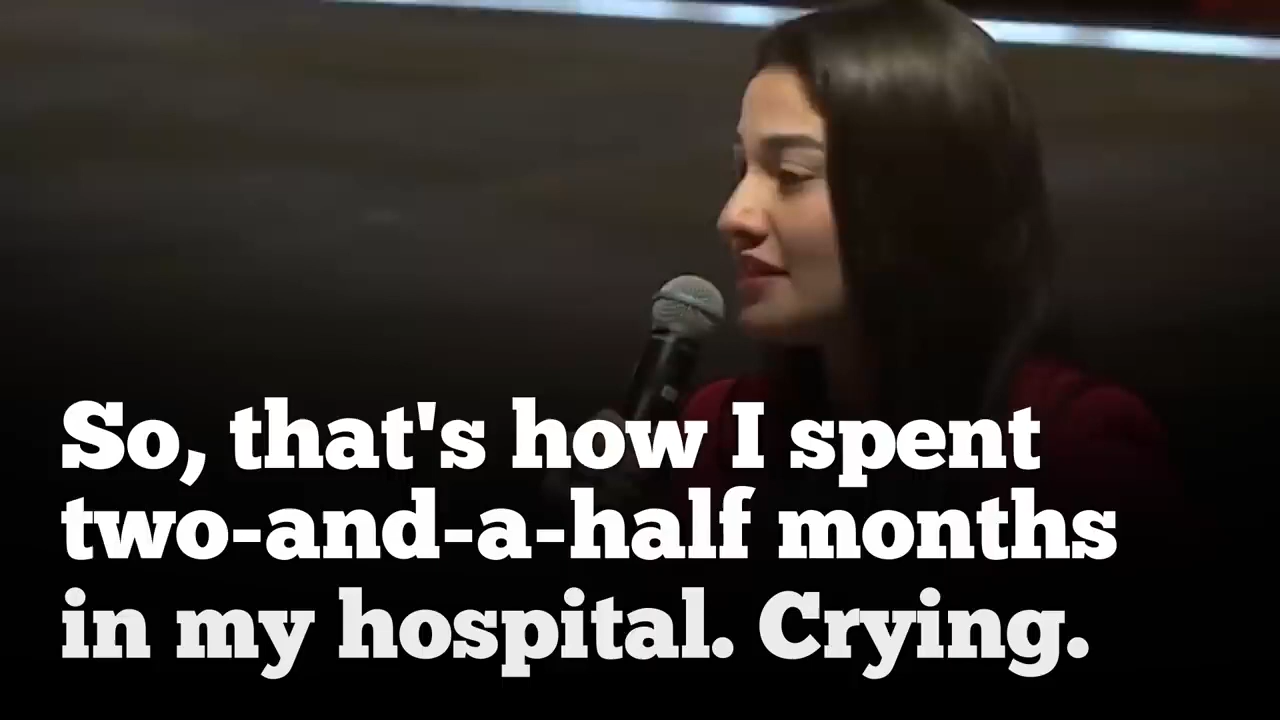 So, that's how I spent
two-and-a-half months
in my hospital. Crying.